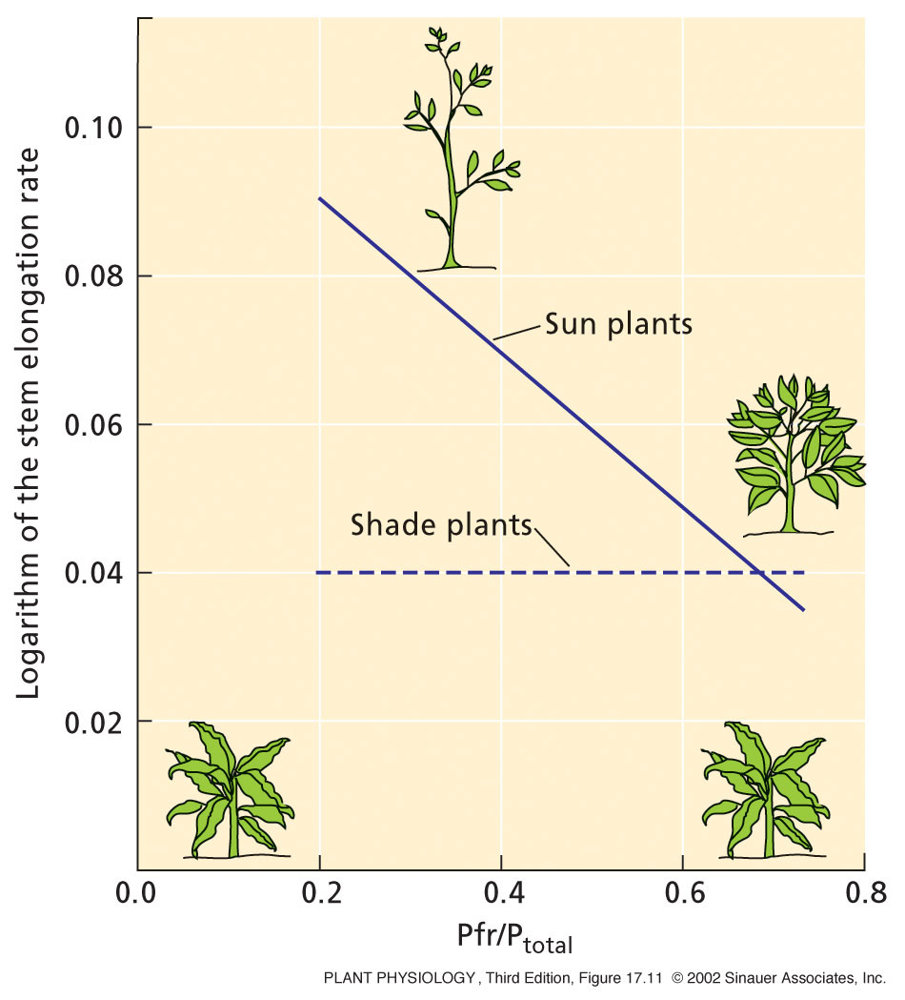 Logarithm of the stem elongation rate
0.10
0.08
0.06
0.04
0.02
Sun plants
Shade plants
0.0 0.2 0.4 0.6 0.8
Pfr/Ptotal
PLANT PHYSIOLOGY, Third Edition, Figure 17.11 © 2002 Sinauer Associates, Inc.